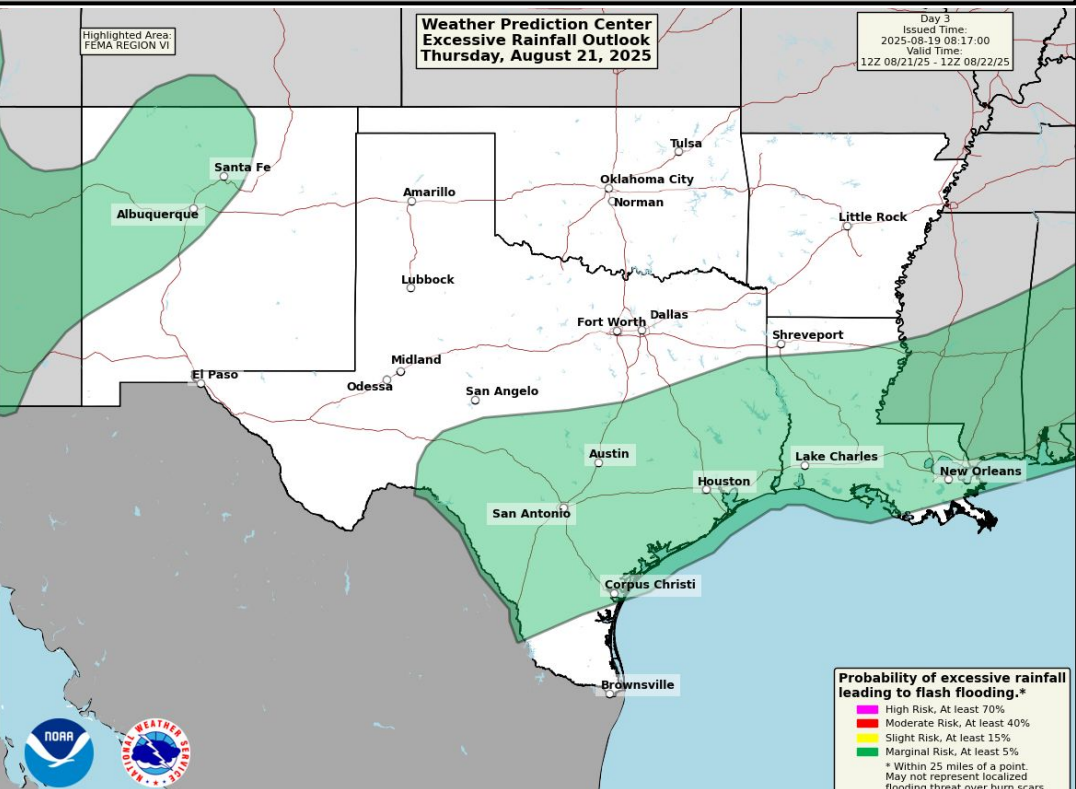 Highlighted Area:
FEMA REGION VI
Weather Prediction Center
Excessive Rainfall Outlook
Thursday, August 21, 2025
Day 3
Issued Time:
2025-08-19 08:17:00
Valid Time:
12Z 08/21/25 - 12Z 08/22/25
Tulsa
Santa Fe
Oklahoma City
Amarillo
Norman
Albuquerque
Little Rock
Lubbock
Dallas
Fort Worth
Shreveport
Midland
El Paso
Odessa
San Angelo
Austin
Lake Charles
New Orleans
Houston
San Antonio
Corpus Christi
Brownsville
Probability of excessive rainfall
leading to flash flooding.*
High Risk, At least 70%
Moderate Risk, At least 40%
Slight Risk, At least 15%
Marginal Risk, At least 5%
* Within 25 miles of a point.
May not represent localized
flooding threat over burn scars
NOAA
NATIONAL WEATHER SERVICE